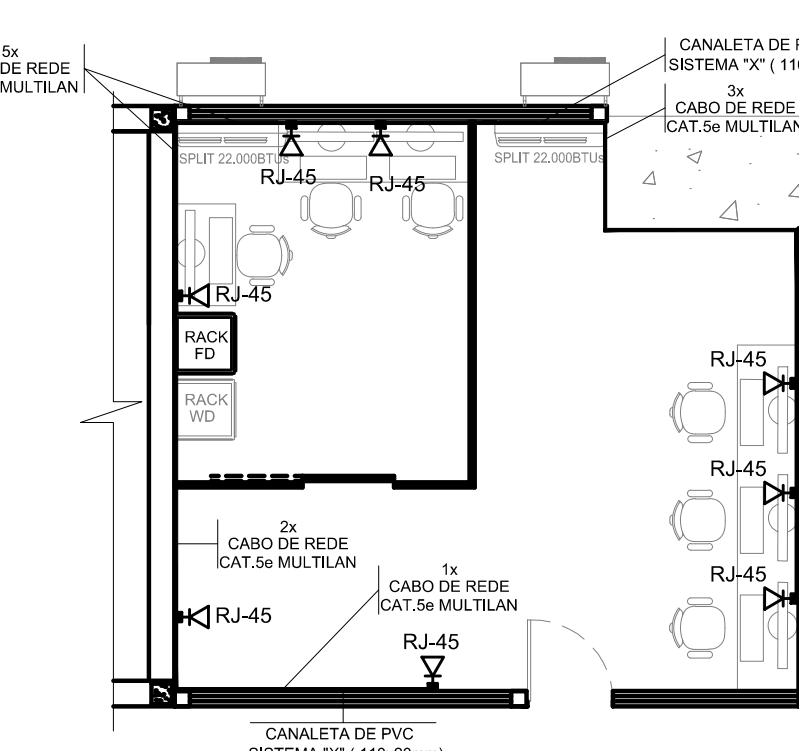 5x
DE REDE
MULTILAN
CANALETA DE
SISTEMA "X" ( 110
3x
CABO DE REDE
CAT.5e MULTILAN
SPLIT 22.000BTUs
SPLIT 22.000BTUs
RJ-45
RJ-45
RJ-45
RACK
FD
RACK
WD
RJ-45
RJ-45
RJ-45
2x
CABO DE REDE
CAT.5e MULTILAN
1x
CABO DE REDE
CAT.5e MULTILAN
RJ-45
RJ-45
CANALETA DE PVC
SISTEMA "X" (